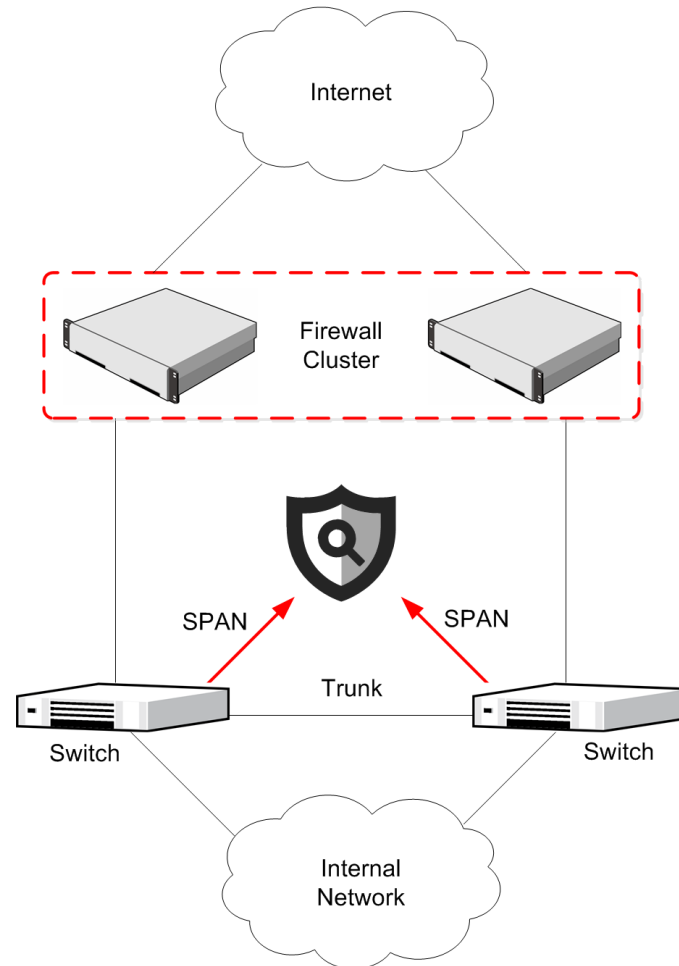 Internet
Firewall
Cluster
SPAN
SPAN
Trunk
Switch
Switch
Internal
Network